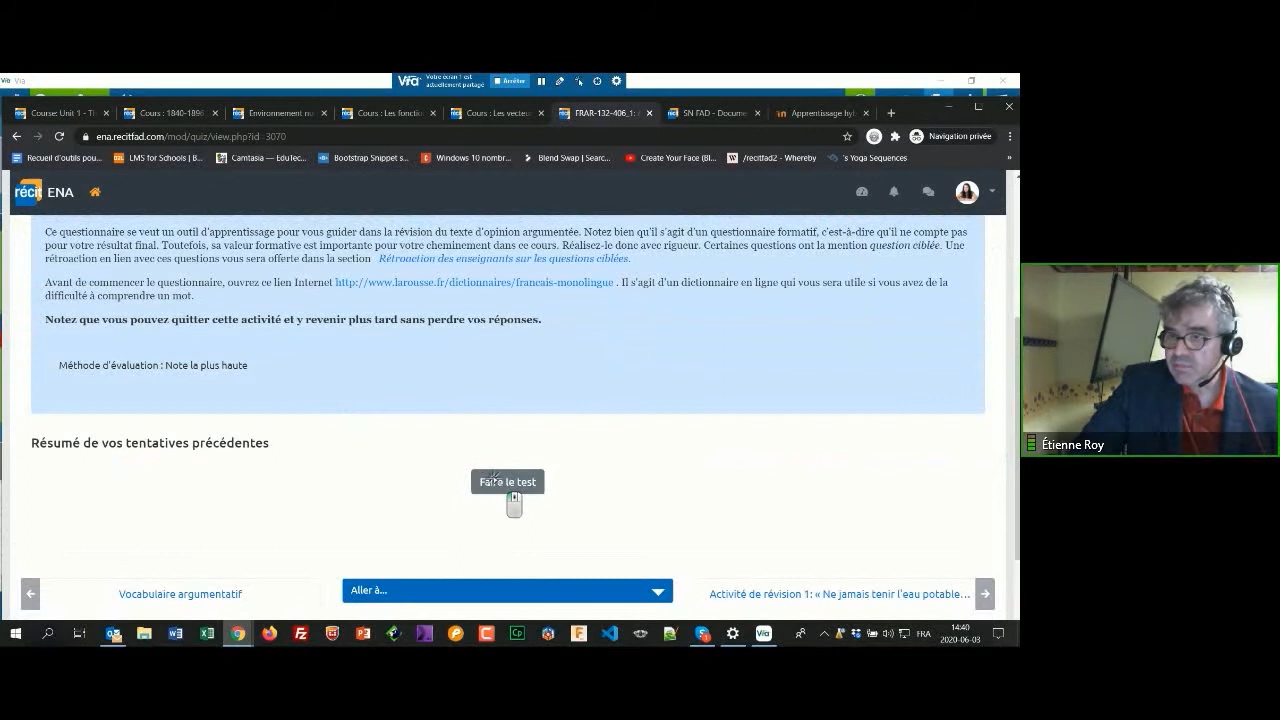 Via
Via
Votre écran 1 est
actuellement partagé
Arrêter
Course: Unit 1 - Th
Cours : 1840-1896
Environnement nu
Cours : Les fonctio
Cours : Les vecteu
FRAR-132-406_1:
SN FAD - Docume
Apprentissage hyb
ena.recitfad.com/mod/quiz/view.php?id=3070
Navigation privée
Recueil d'outils pou...
LMS for Schools | B...
Camtasia — EduTec...
Bootstrap Snippet s...
Windows 10 nombr...
Blend Swap | Searc...
Create Your Face (Bl...
/recitfad2 - Whereby
's Yoga Sequences
récit ENA
Ce questionnaire se veut un outil d'apprentissage pour vous guider dans la révision du texte d'opinion argumentée. Notez bien qu'il s'agit d'un questionnaire formatif, c'est-à-dire qu'il ne compte pas
pour votre résultat final. Toutefois, sa valeur formative est importante pour votre cheminement dans ce cours. Réalisez-le donc avec rigueur. Certaines questions ont la mention question ciblée. Une
rétroaction en lien avec ces questions vous sera offerte dans la section Rétroaction des enseignants sur les questions ciblées.
Avant de commencer le questionnaire, ouvrez ce lien Internet http://www.larousse.fr/dictionnaires/francais-monolingue . Il s'agit d'un dictionnaire en ligne qui vous sera utile si vous avez de la
difficulté à comprendre un mot.
Notez que vous pouvez quitter cette activité et y revenir plus tard sans perdre vos réponses.
Méthode d'évaluation : Note la plus haute
Étienne Roy
Résumé de vos tentatives précédentes
Faire le test
Vocabulaire argumentatif
Aller à...
Activité de révision 1: « Ne jamais tenir l'eau potable...
FRA
14:40
2020-06-03